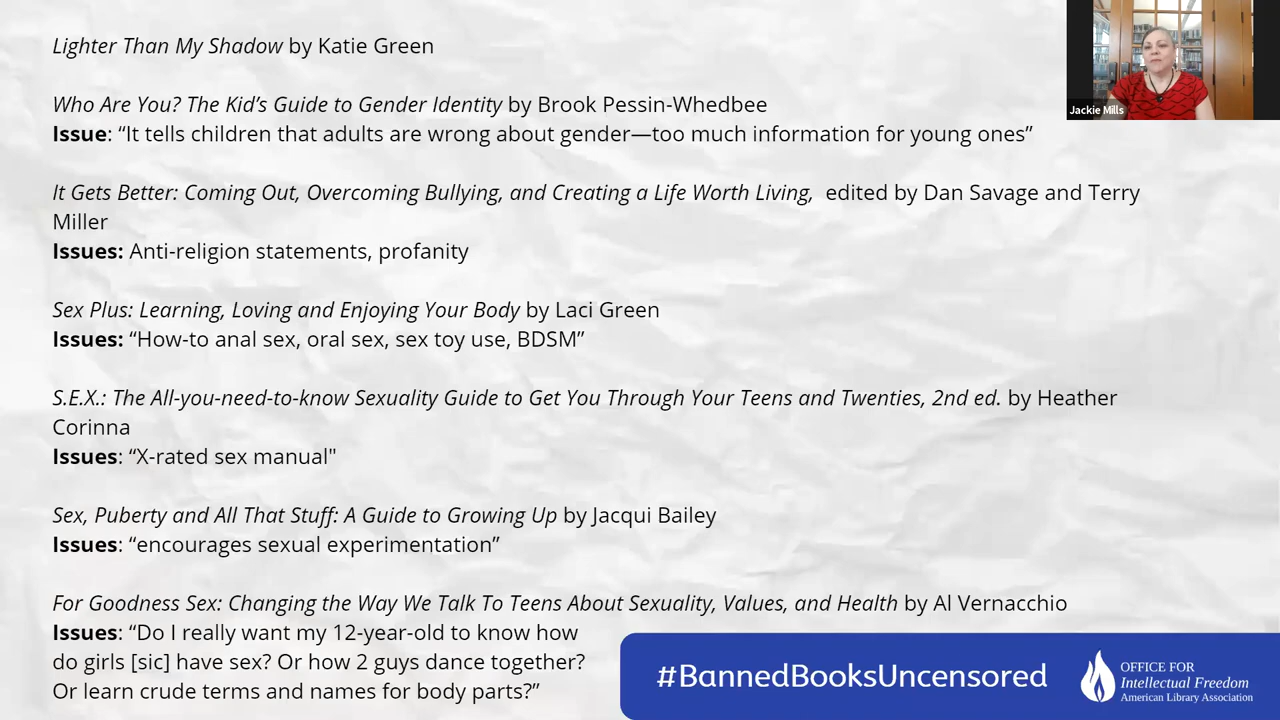 Lighter Than My Shadow by Katie Green
Who Are You? The Kid’s Guide to Gender Identity by Brook Pessin-Whedbee
Issue: “It tells children that adults are wrong about gender—too much information for young ones”
It Gets Better: Coming Out, Overcoming Bullying, and Creating a Life Worth Living,  edited by Dan Savage and Terry
Miller
Issues: Anti-religion statements, profanity
Sex Plus: Learning, Loving and Enjoying Your Body by Laci Green
Issues: “How-to anal sex, oral sex, sex toy use, BDSM”
S.E.X.: The All-you-need-to-know Sexuality Guide to Get You Through Your Teens and Twenties, 2nd ed. by Heather
Corinna
Issues: “X-rated sex manual"
Sex, Puberty and All That Stuff: A Guide to Growing Up by Jacqui Bailey
Issues: “encourages sexual experimentation”
For Goodness Sex: Changing the Way We Talk To Teens About Sexuality, Values, and Health by Al Vernacchio
Issues: “Do I really want my 12-year-old to know how
do girls [sic] have sex? Or how 2 guys dance together?
Or learn crude terms and names for body parts?”
Jackie Mills
#BannedBooksUncensored
OFFICE FOR
Intellectual Freedom
American Library Association